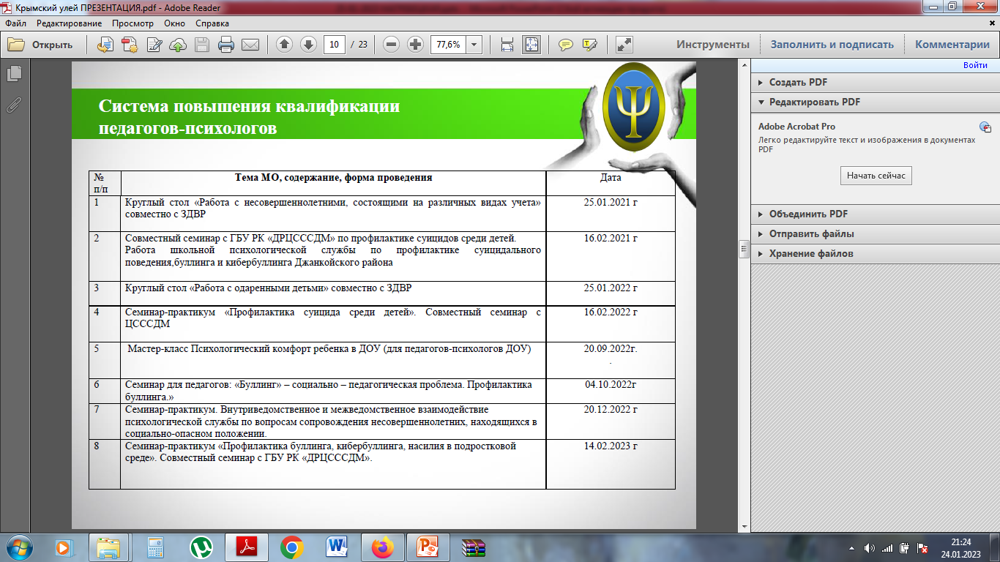 Крымский улей ПРЕЗЕНТАЦИЯ.pdf - Adobe Reader
Файл Редактирование Просмотр Окно Справка
Открыть 10 / 23 77,6% Инструменты Заполнить и подписать Комментарии
Войти
Создать PDF
Редактировать PDF
Adobe Acrobat Pro
Легко редактируйте текст и изображения в документах
PDF
Начать сейчас
Объединить PDF
Отправить файлы
Хранение файлов
Система повышения квалификации
педагогов-психологов
Ψ
№ Тема МО, содержание, форма проведения Дата
п/п
1 Круглый стол «Работа с несовершеннолетними, состоящими на различных видах учета» 25.01.2021 г
совместно с ЗДВР
2 Совместный семинар с ГБУ РК «ДРЦСССДМ» по профилактике суицидов среди детей. 16.02.2021 г
Работа школьной психологической службы по профилактике суицидального
поведения,буллинга и кибербуллинга Джанкойского района
3 Круглый стол «Работа с одаренными детьми» совместно с ЗДВР 25.01.2022 г
4 Семинар-практикум «Профилактика суицида среди детей». Совместный семинар с 16.02.2022 г
ЦСССДМ
5 Мастер-класс Психологический комфорт ребенка в ДОУ (для педагогов-психологов ДОУ) 20.09.2022г.
.
6 Семинар для педагогов: «Буллинг» – социально – педагогическая проблема. Профилактика 04.10.2022г
буллинга.»
7 Семинар-практикум. Внутриведомственное и межведомственное взаимодействие 20.12.2022 г
психологической службы по вопросам сопровождения несовершеннолетних, находящихся в
социально-опасном положении.
8 Семинар-практикум «Профилактика буллинга, кибербуллинга, насилия в подростковой 14.02.2023 г
среде». Совместный семинар с ГБУ РК «ДРЦСССДМ».
21:24
24.01.2023